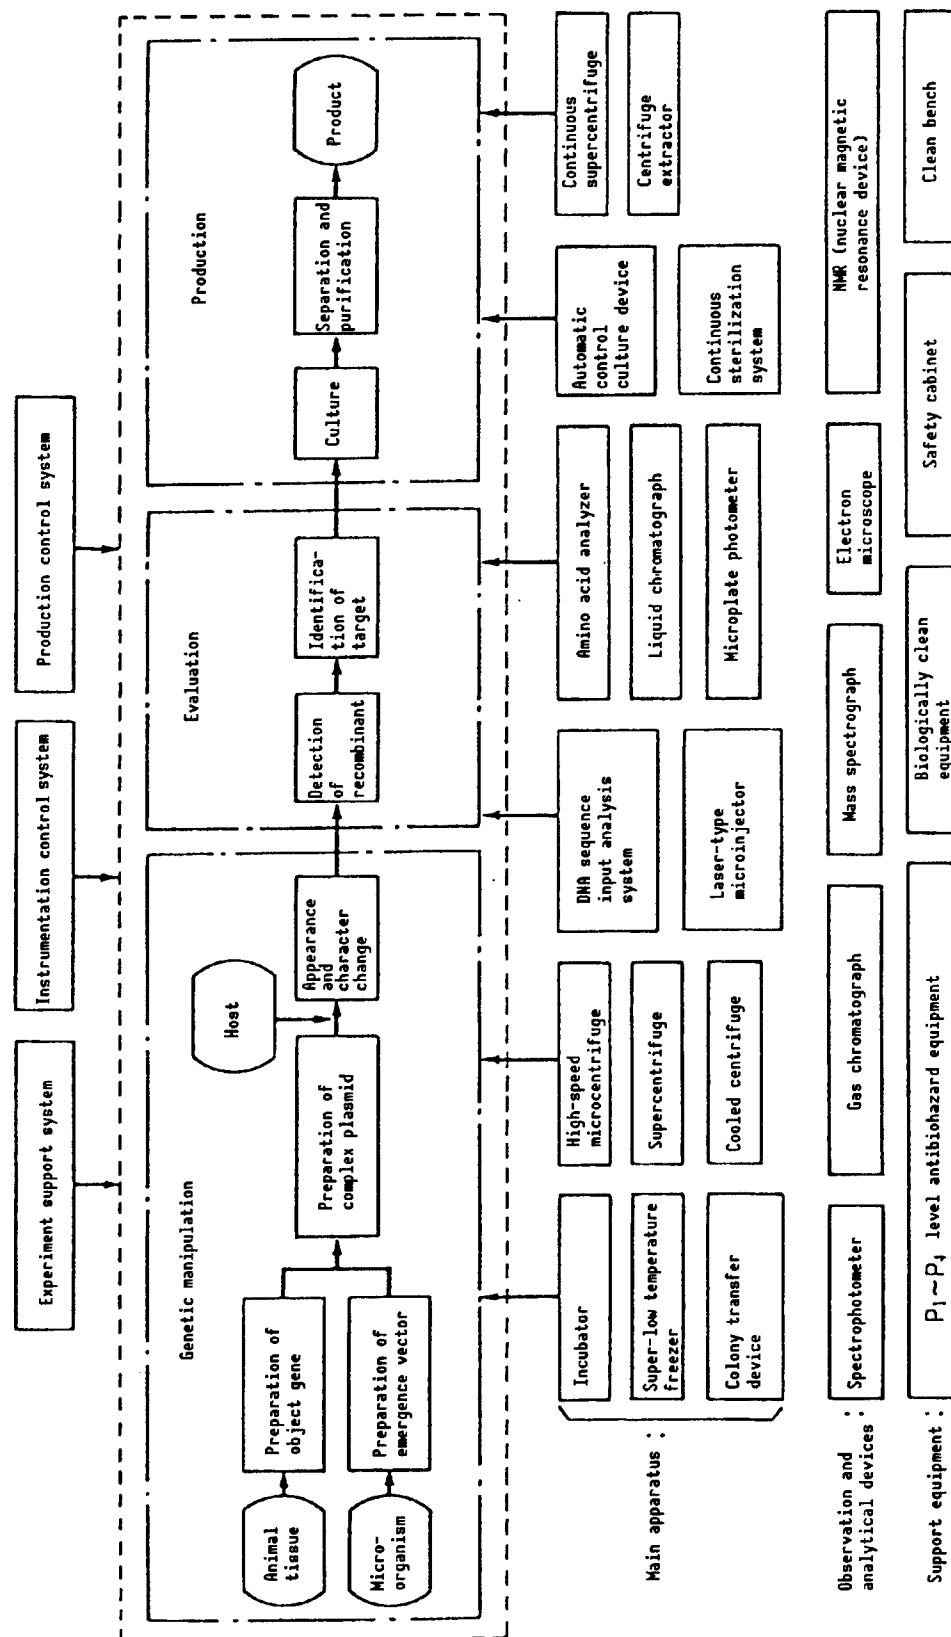 Experiment support system
Instrumentation control system
Production control system
Genetic manipulation
Evaluation
Production
Animal
tissue
Preparation of
object gene
Micro-
organism
Preparation of
emergence vector
Preparation of
complex plasmid
Host
Appearance
and
character
change
Detection
of
recombinant
Identifica-
tion of
target
Culture
Separation and
purification
Product
Main apparatus :
Incubator
Super-low temperature
freezer
Colony transfer
device
High-speed
microcentrifuge
Supercentrifuge
Cooled centrifuge
DNA sequence
input analysis
system
Laser-type
microinjector
Amino acid analyzer
Liquid chromatograph
Microplate photometer
Automatic
control
culture device
Continuous
sterilization
system
Continuous
supercentrifuge
Centrifuge
extractor
Observation and
analytical devices :
Spectrophotometer
Gas chromatograph
Mass spectrograph
Electron
microscope
NMR (nuclear magnetic
resonance device)
Support equipment :
P1~P4 level antibiohazard equipment
Biologically clean
equipment
Safety cabinet
Clean bench